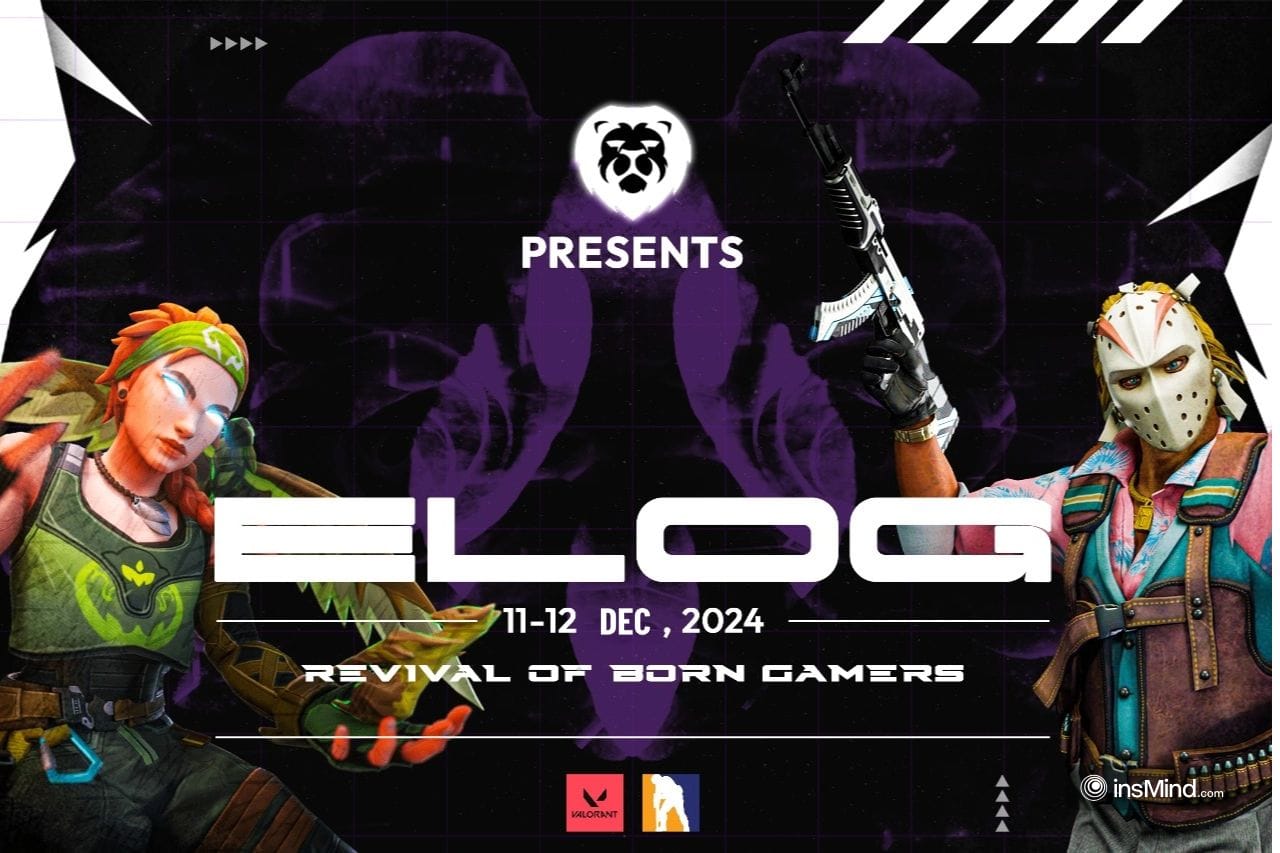 PRESENTS
ELOG
11-12 DEC , 2024
REVIVAL OF BORN GAMERS
VALORANT
insMind.com